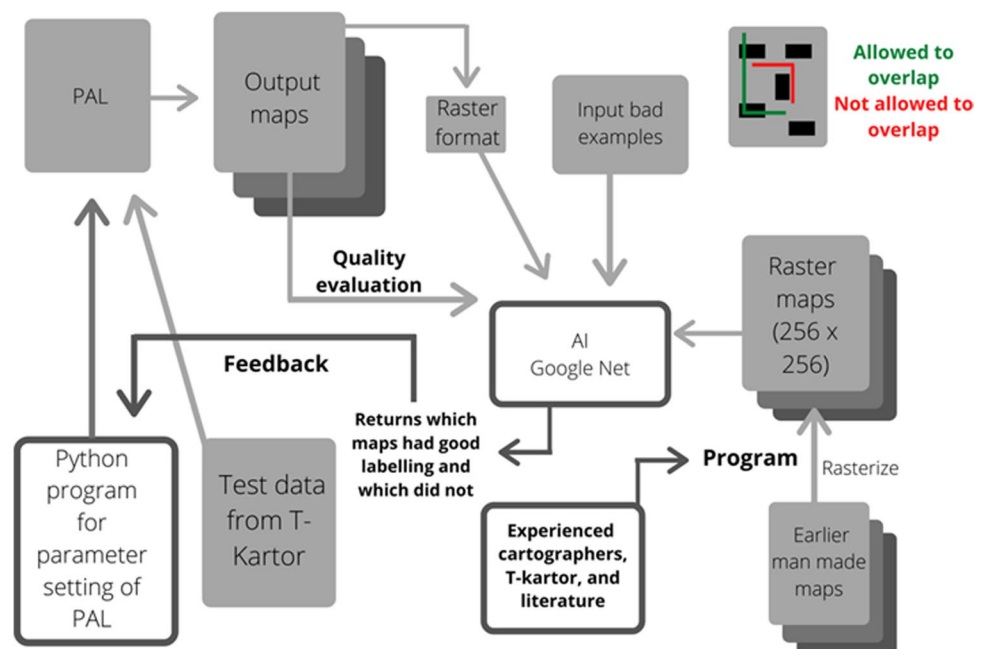 PAL
Output
maps
Raster
format
Input bad
examples
Allowed to
overlap
Not allowed to
overlap
Quality
evaluation
Raster
maps
(256 x
256)
AI
Google Net
Feedback
Returns which
maps had good
labelling and
which did not
Python
program
for
parameter
setting of
PAL
Test data
from T-
Kartor
Experienced
cartographers,
T-kartor, and
literature
Program
Rasterize
Earlier
man made
maps